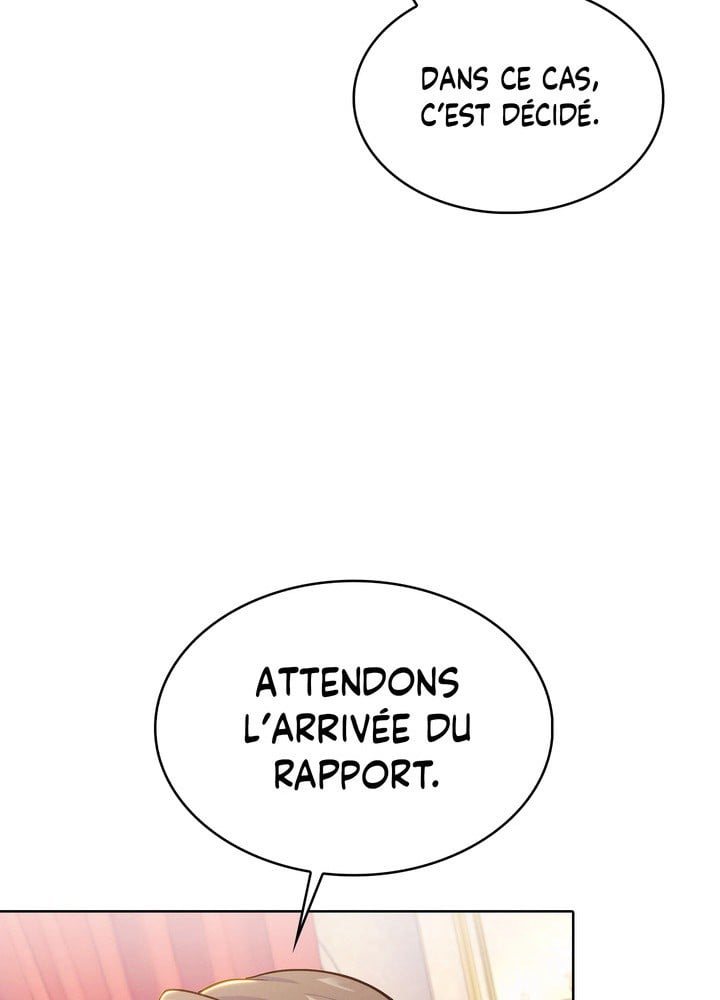 DANS CE CAS,
C'EST DÉCIDÉ.
ATTENDONS
L'ARRIVÉE DU
RAPPORT.